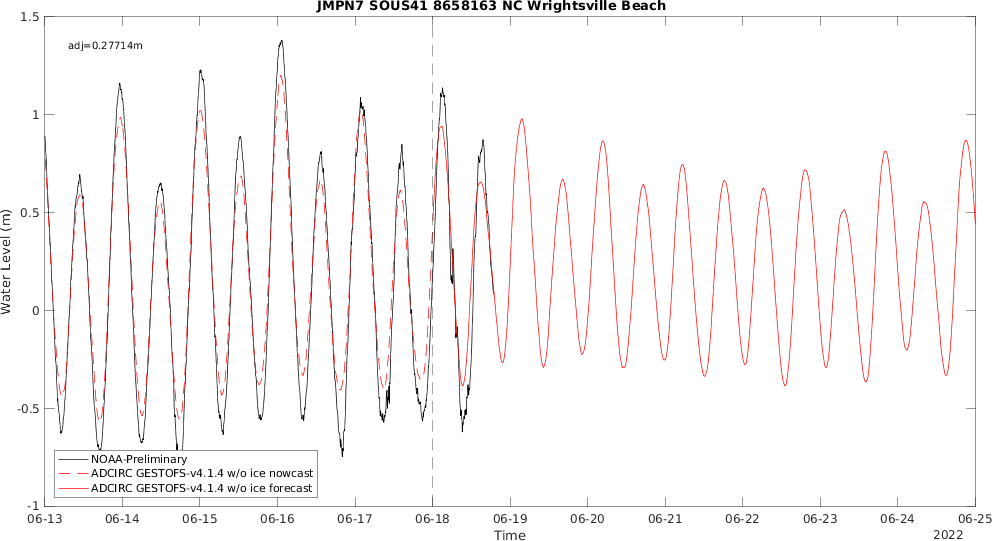 JMPN7 SOUS41 8658163 NC Wrightsville Beach
adj=0.27714m
1.5
1
0.5
0
-0.5
-1
Water Level (m)
NOAA-Preliminary
ADCIRC GESTOFS-v4.1.4 w/o ice nowcast
ADCIRC GESTOFS-v4.1.4 w/o ice forecast
06-13 06-14 06-15 06-16 06-17 06-18 06-19 06-20 06-21 06-22 06-23 06-24 06-25
Time
2022